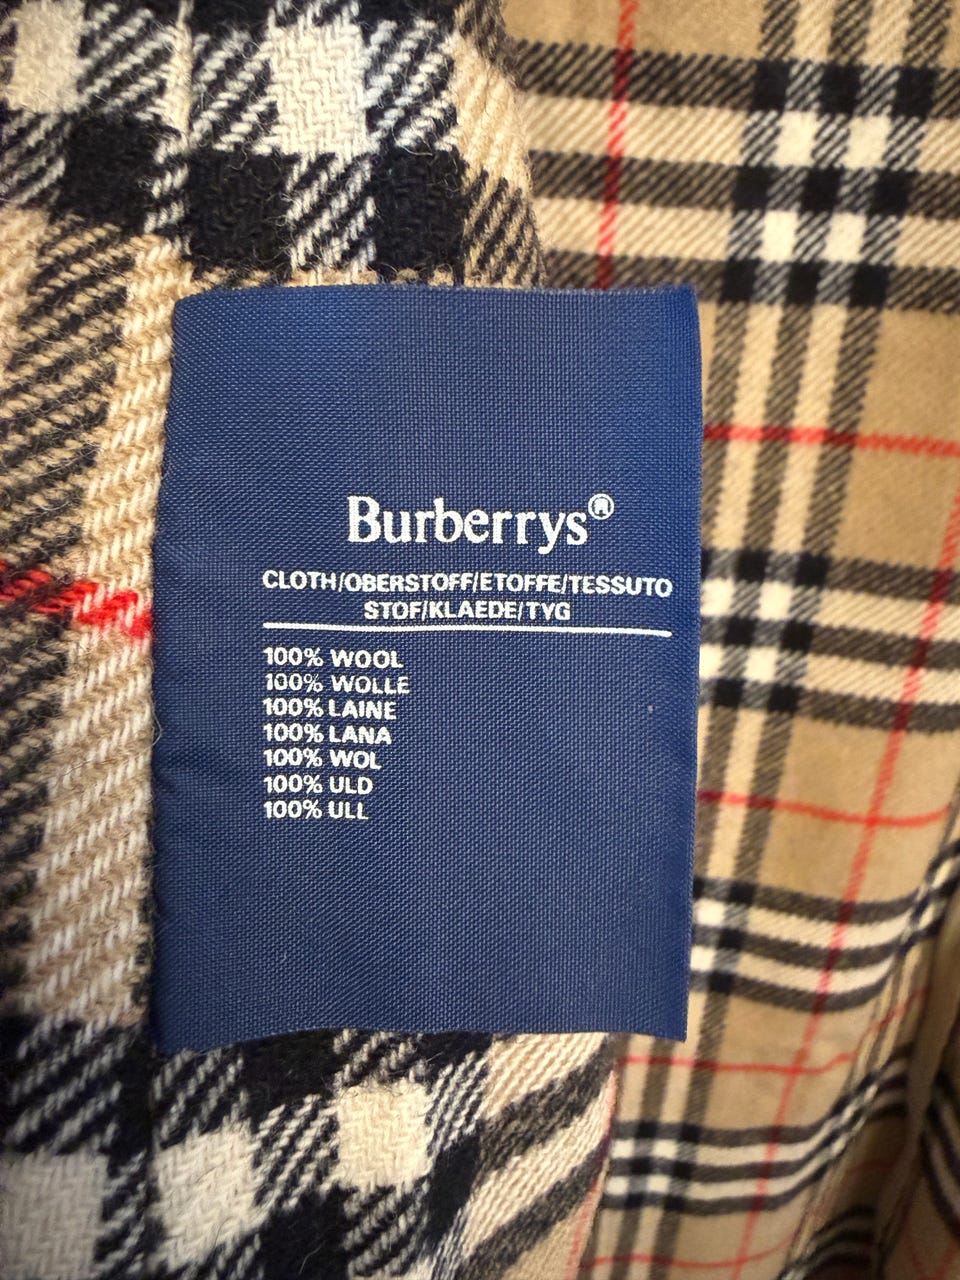 Burberrys®
CLOTH/OBERSTOFF/ETOFFE/TESSUTO
STOF/KLAEDE/TYG
100% WOOL
100% WOLLE
100% LAINE
100% LANA
100% WOL
100% ULD
100% ULL